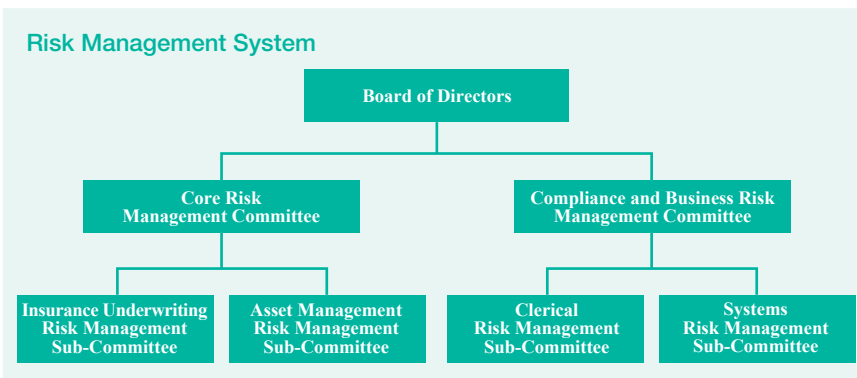 Risk Management System
Board of Directors
Core Risk
Management Committee
Compliance and Business Risk
Management Committee
Insurance Underwriting
Risk Management
Sub-Committee
Asset Management
Risk Management
Sub-Committee
Clerical
Risk Management
Sub-Committee
Systems
Risk Management
Sub-Committee